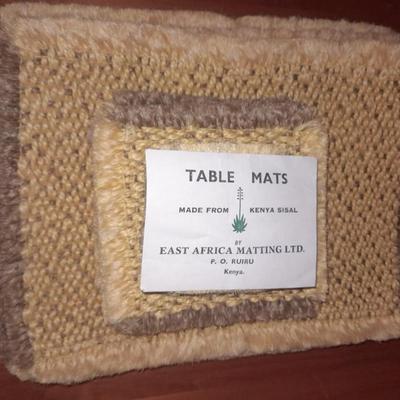 TABLE MATS
MADE FROM KENYA SISAL
BY
EAST AFRICA MATTING LTD.
P. O. RUIRU
Kenya.